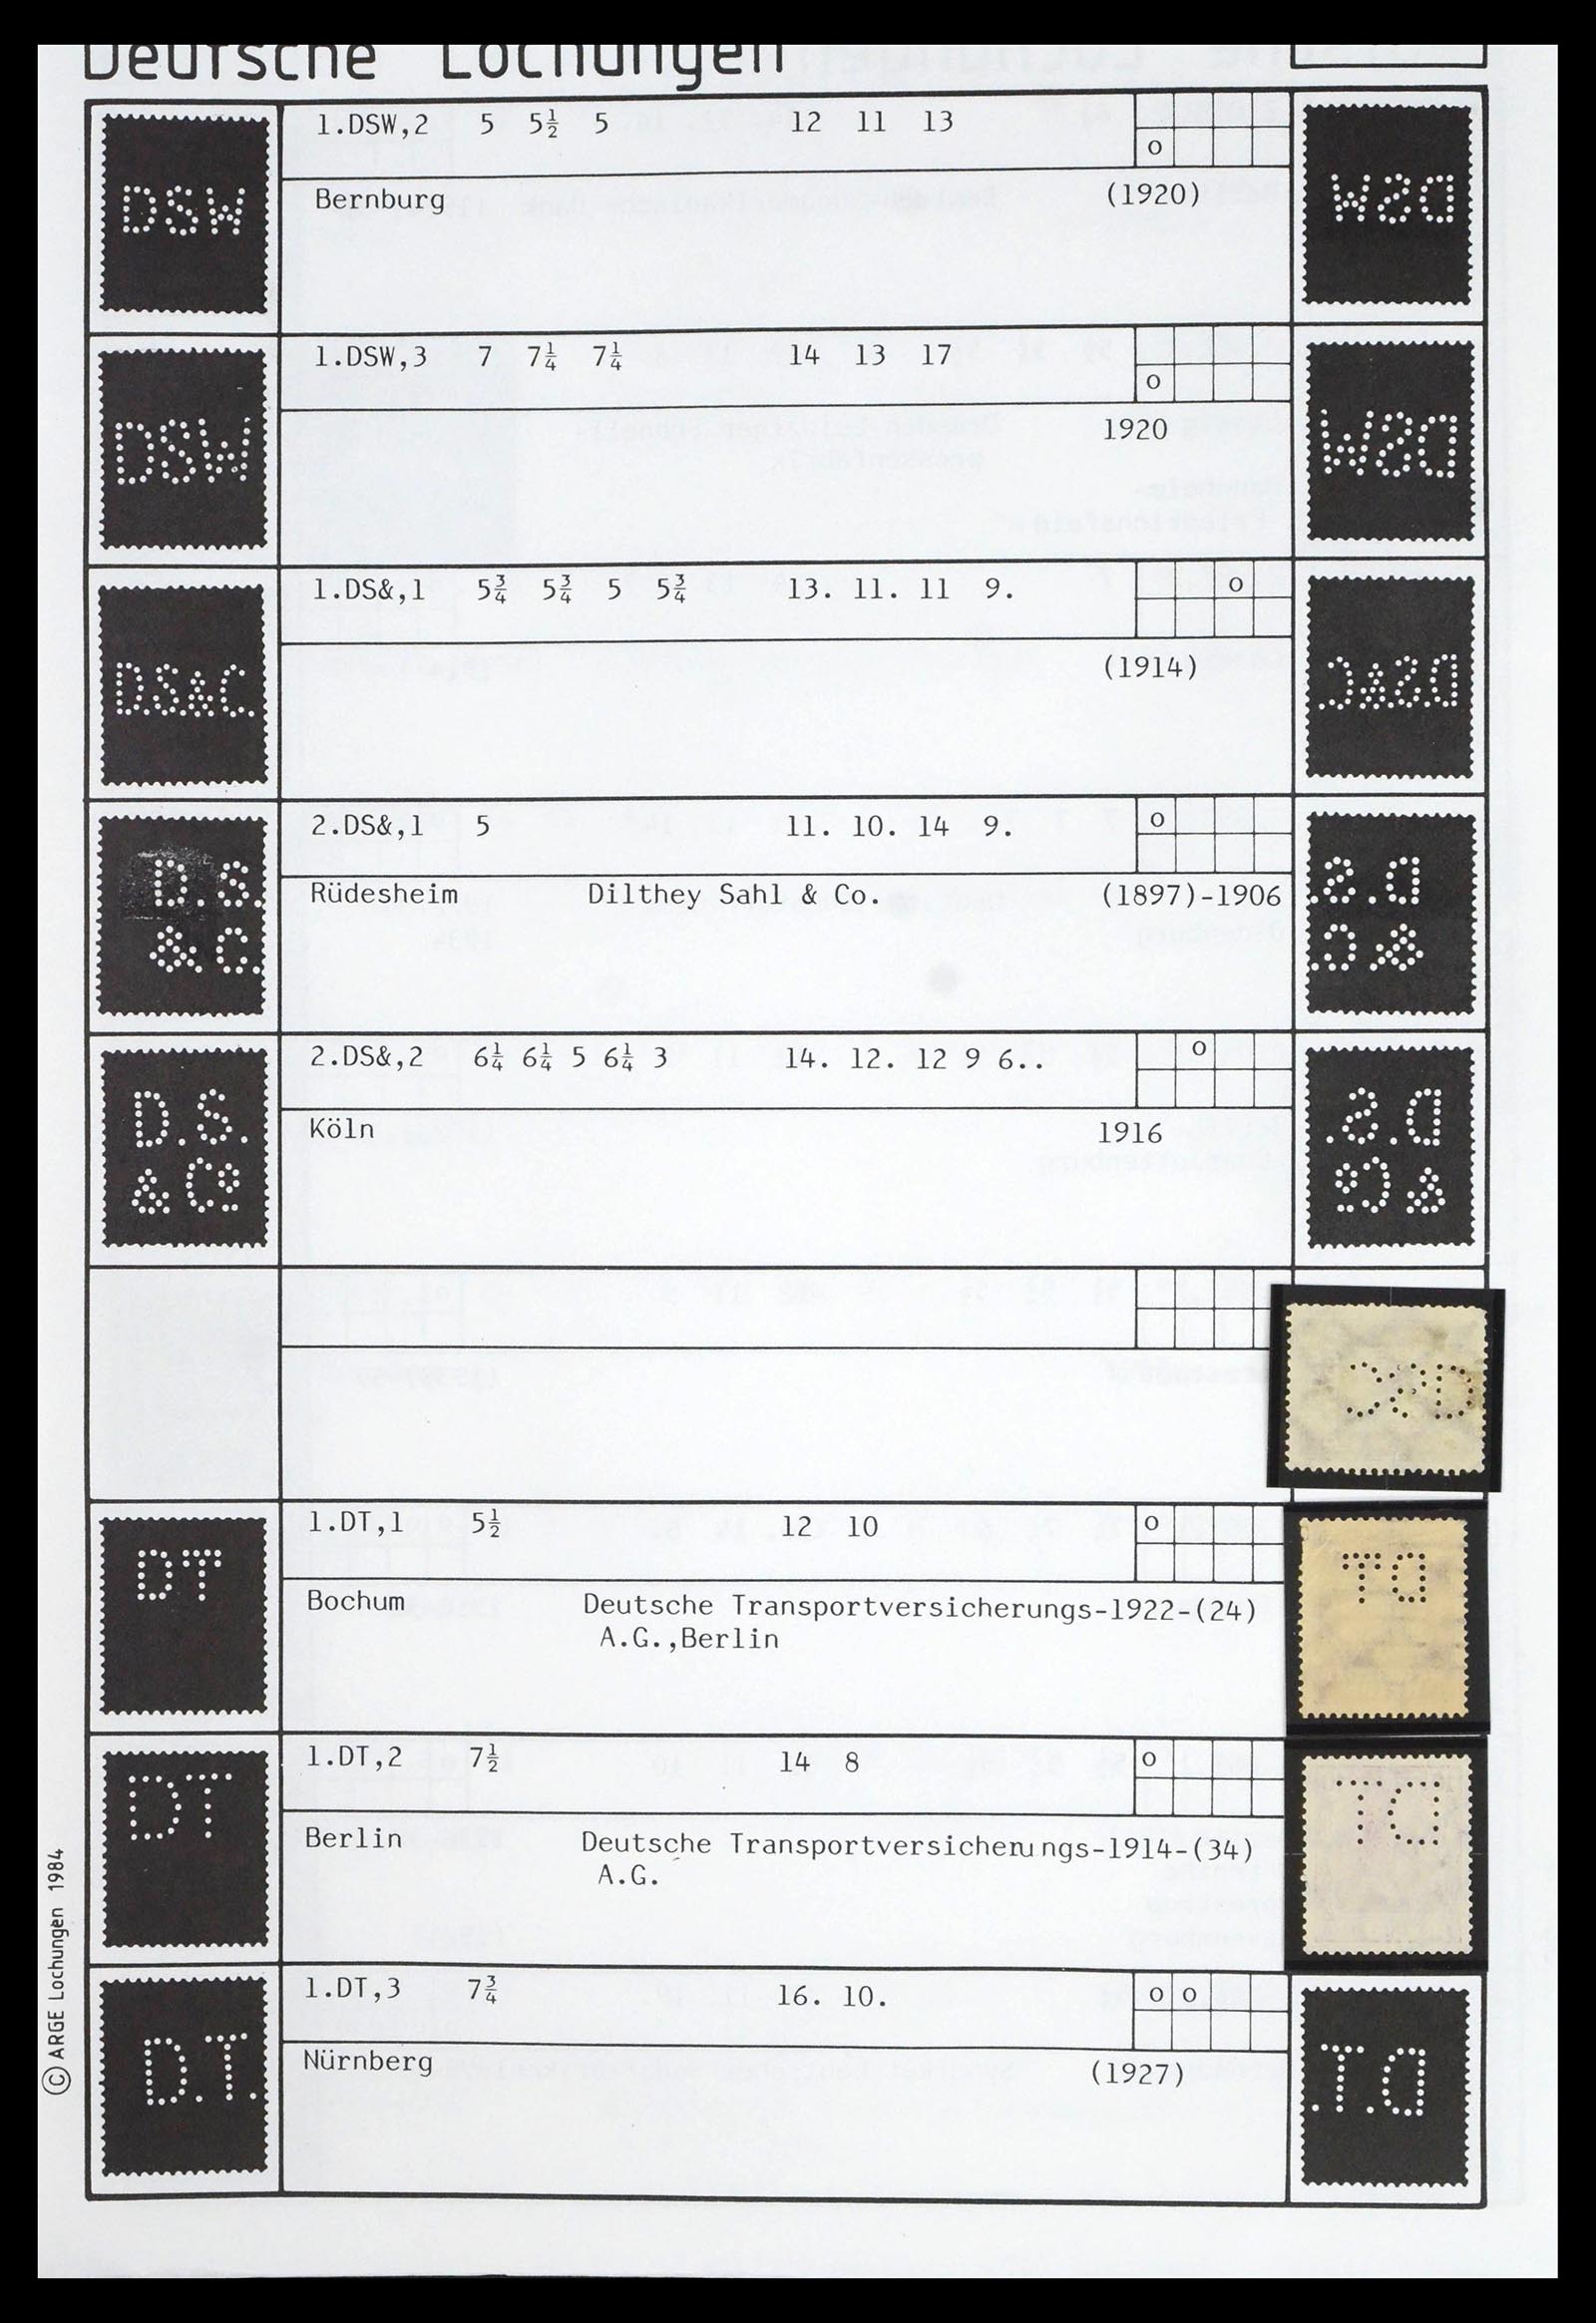 Deutsche Lochungen
DSW
1.DSW,2 5 5½ 5 12 11 13
o
Bernburg (1920)
DSW
1.DSW,3 7 7¼ 7¼ 14 13 17
o
1920
D.S&C.
1.DS&,1 5¾ 5¾ 5 5¾ 13. 11. 11 9.
o
(1914)
D.S.
&C.
2.DS&,1 5 11. 10. 14 9.
o
Rüdesheim Dilthey Sahl & Co. (1897)-1906
D.S.
&Co
2.DS&,2 6¼ 6¼ 5 6¼ 3 14. 12. 12 9 6..
o
Köln 1916
DT
1.DT,1 5½ 12 10
o
Bochum Deutsche Transportversicherungs-1922-(24)
A.G.,Berlin
DT
1.DT,2 7½ 14 8
o
Berlin Deutsche Transportversicherungs-1914-(34)
A.G.
D.T.
1.DT,3 7¾ 16. 10.
o o
Nürnberg (1927)
© ARGE Lochungen 1984